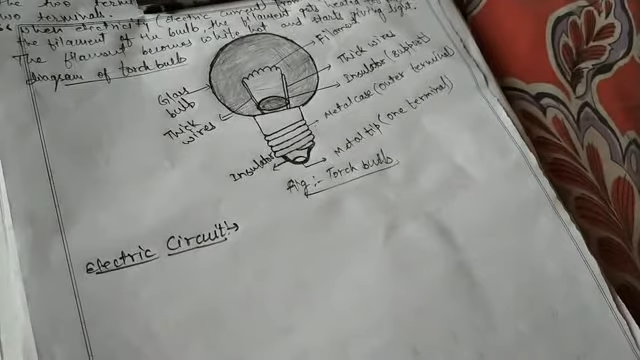 the two
two terminals
When electricity (electric current) from
the filament of the bulb, the filament gets heated
The filament becomes white hot and starts giving light.
Diagram of torch bulb
Filament
Thick wires
Insulator
Metal case (outer terminal)
Metal tip (one terminal)
Glass
bulb
Thick
wires
Insulator
Fig :- Torch bulb
Electric Circuit:→